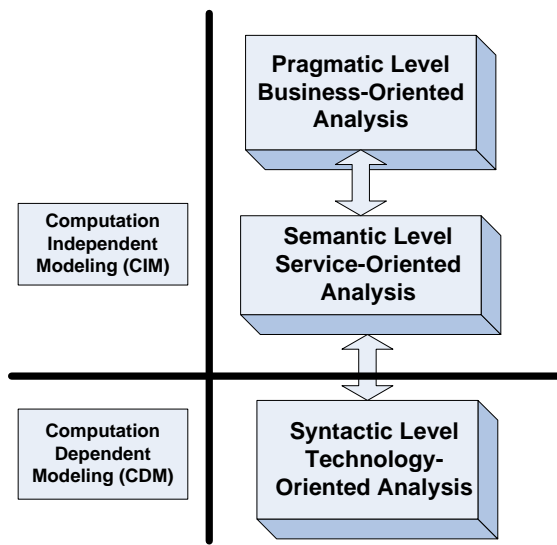 Pragmatic Level
Business-Oriented
Analysis
Computation
Independent
Modeling (CIM)
Semantic Level
Service-Oriented
Analysis
Computation
Dependent
Modeling (CDM)
Syntactic Level
Technology-
Oriented Analysis